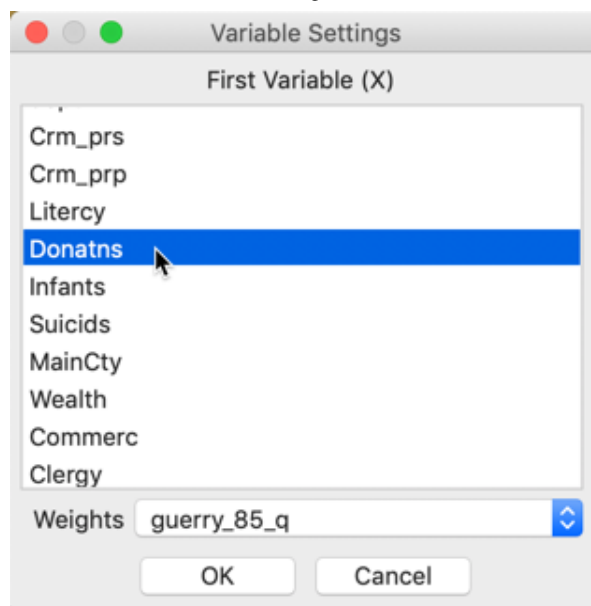 Variable Settings
First Variable (X)
Crm_prs
Crm_prp
Litercy
Donatns
Infants
Suicids
MainCty
Wealth
Commerc
Clergy
Weights guerry_85_q
OK Cancel